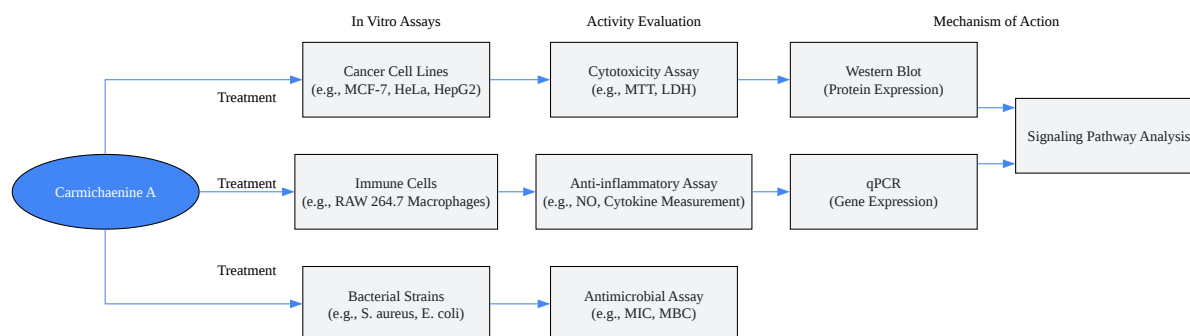 In Vitro Assays
Activity Evaluation
Mechanism of Action
Cancer Cell Lines
(e.g., MCF-7, HeLa, HepG2)
Cytotoxicity Assay
(e.g., MTT, LDH)
Western Blot
(Protein Expression)
Treatment
Signaling Pathway Analysis
Carmichaenine A
Treatment
Immune Cells
(e.g., RAW 264.7 Macrophages)
Anti-inflammatory Assay
(e.g., NO, Cytokine Measurement)
qPCR
(Gene Expression)
Treatment
Bacterial Strains
(e.g., S. aureus, E. coli)
Antimicrobial Assay
(e.g., MIC, MBC)